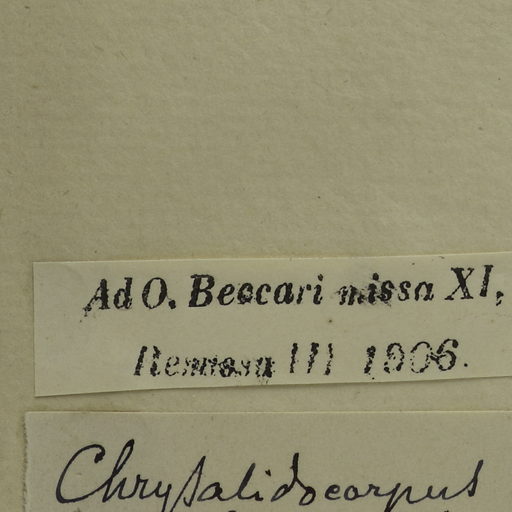 Ad O. Beccari missa XI,
Remissa III 1906.
Chrysalidocarpus